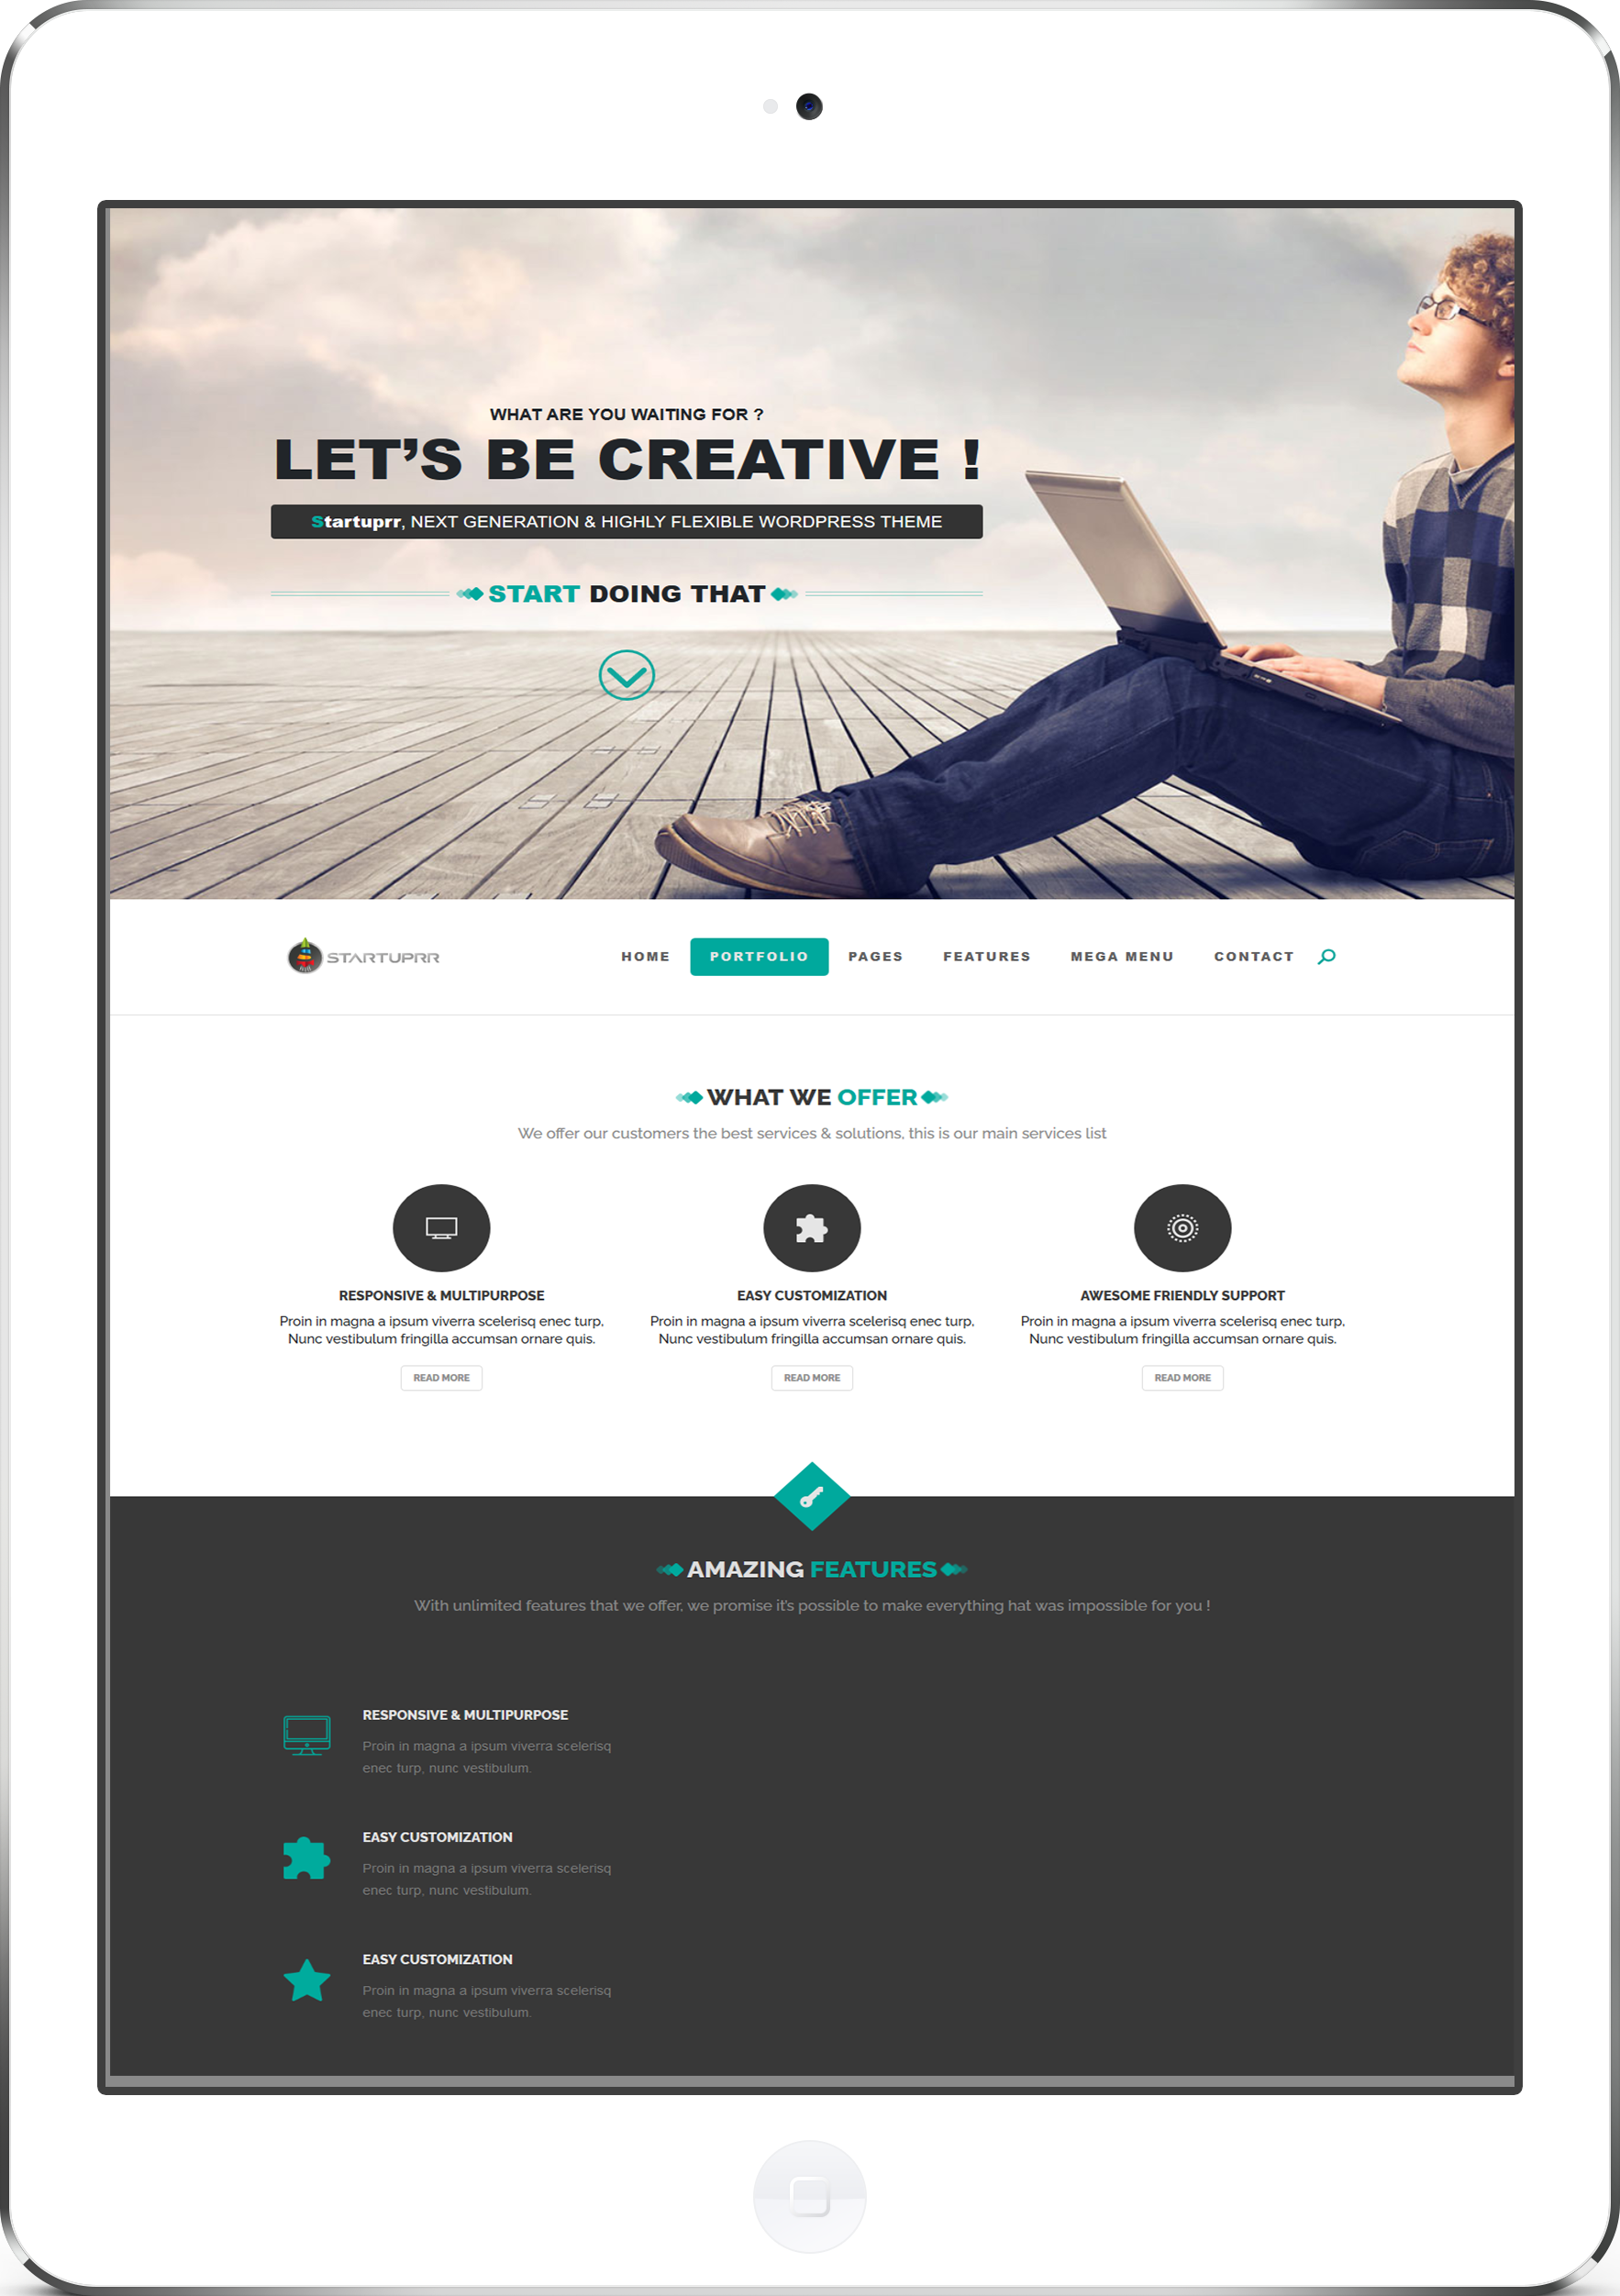 WHAT ARE YOU WAITING FOR ?
LET’S BE CREATIVE !
Startuprr, NEXT GENERATION & HIGHLY FLEXIBLE WORDPRESS THEME
START DOING THAT
STARTUPRR
HOME PORTFOLIO PAGES FEATURES MEGA MENU CONTACT
WHAT WE OFFER
We offer our customers the best services & solutions, this is our main services list
RESPONSIVE & MULTIPURPOSE
Proin in magna a ipsum viverra scelerisq enec turp,
Nunc vestibulum fringilla accumsan ornare quis.
READ MORE
EASY CUSTOMIZATION
Proin in magna a ipsum viverra scelerisq enec turp,
Nunc vestibulum fringilla accumsan ornare quis.
READ MORE
AWESOME FRIENDLY SUPPORT
Proin in magna a ipsum viverra scelerisq enec turp,
Nunc vestibulum fringilla accumsan ornare quis.
READ MORE
AMAZING FEATURES
With unlimited features that we offer, we promise it's possible to make everything hat was impossible for you !
RESPONSIVE & MULTIPURPOSE
Proin in magna a ipsum viverra scelerisq
enec turp, nunc vestibulum.
EASY CUSTOMIZATION
Proin in magna a ipsum viverra scelerisq
enec turp, nunc vestibulum.
EASY CUSTOMIZATION
Proin in magna a ipsum viverra scelerisq
enec turp, nunc vestibulum.